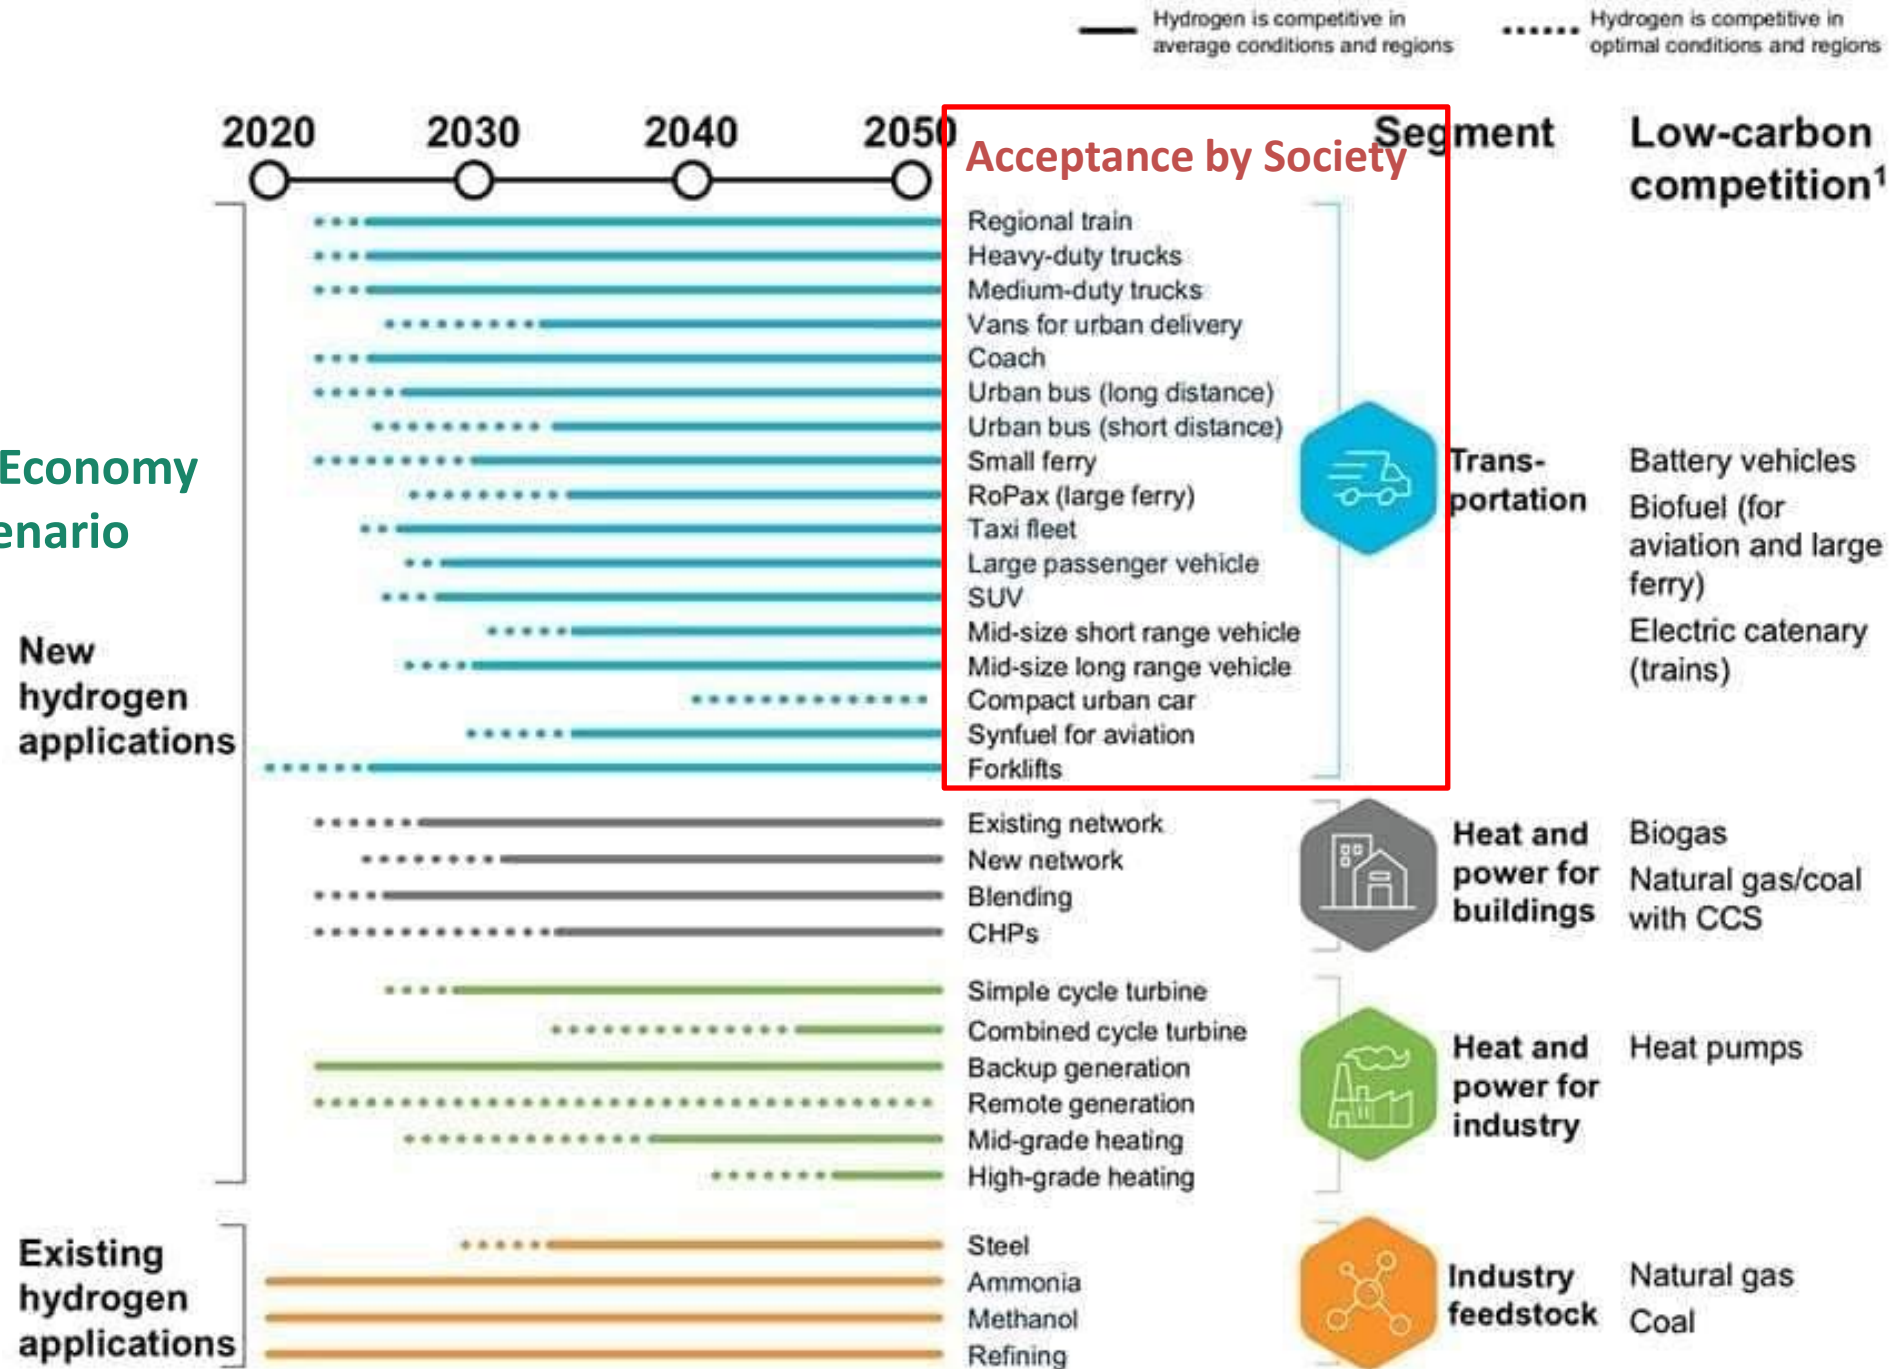 Hydrogen is competitive in
average conditions and regions
Hydrogen is competitive in
optimal conditions and regions
2020
2030
2040
2050
Acceptance by Society
Segment
Low-carbon
competition¹
Economy
enario
New
hydrogen
applications
Regional train
Heavy-duty trucks
Medium-duty trucks
Vans for urban delivery
Coach
Urban bus (long distance)
Urban bus (short distance)
Small ferry
RoPax (large ferry)
Taxi fleet
Large passenger vehicle
SUV
Mid-size short range vehicle
Mid-size long range vehicle
Compact urban car
Synfuel for aviation
Forklifts
Trans-
portation
Battery vehicles
Biofuel (for
aviation and large
ferry)
Electric catenary
(trains)
Existing network
New network
Blending
CHPs
Heat and
power for
buildings
Biogas
Natural gas/coal
with CCS
Simple cycle turbine
Combined cycle turbine
Backup generation
Remote generation
Mid-grade heating
High-grade heating
Heat and
power for
industry
Heat pumps
Existing
hydrogen
applications
Steel
Ammonia
Methanol
Refining
Industry
feedstock
Natural gas
Coal